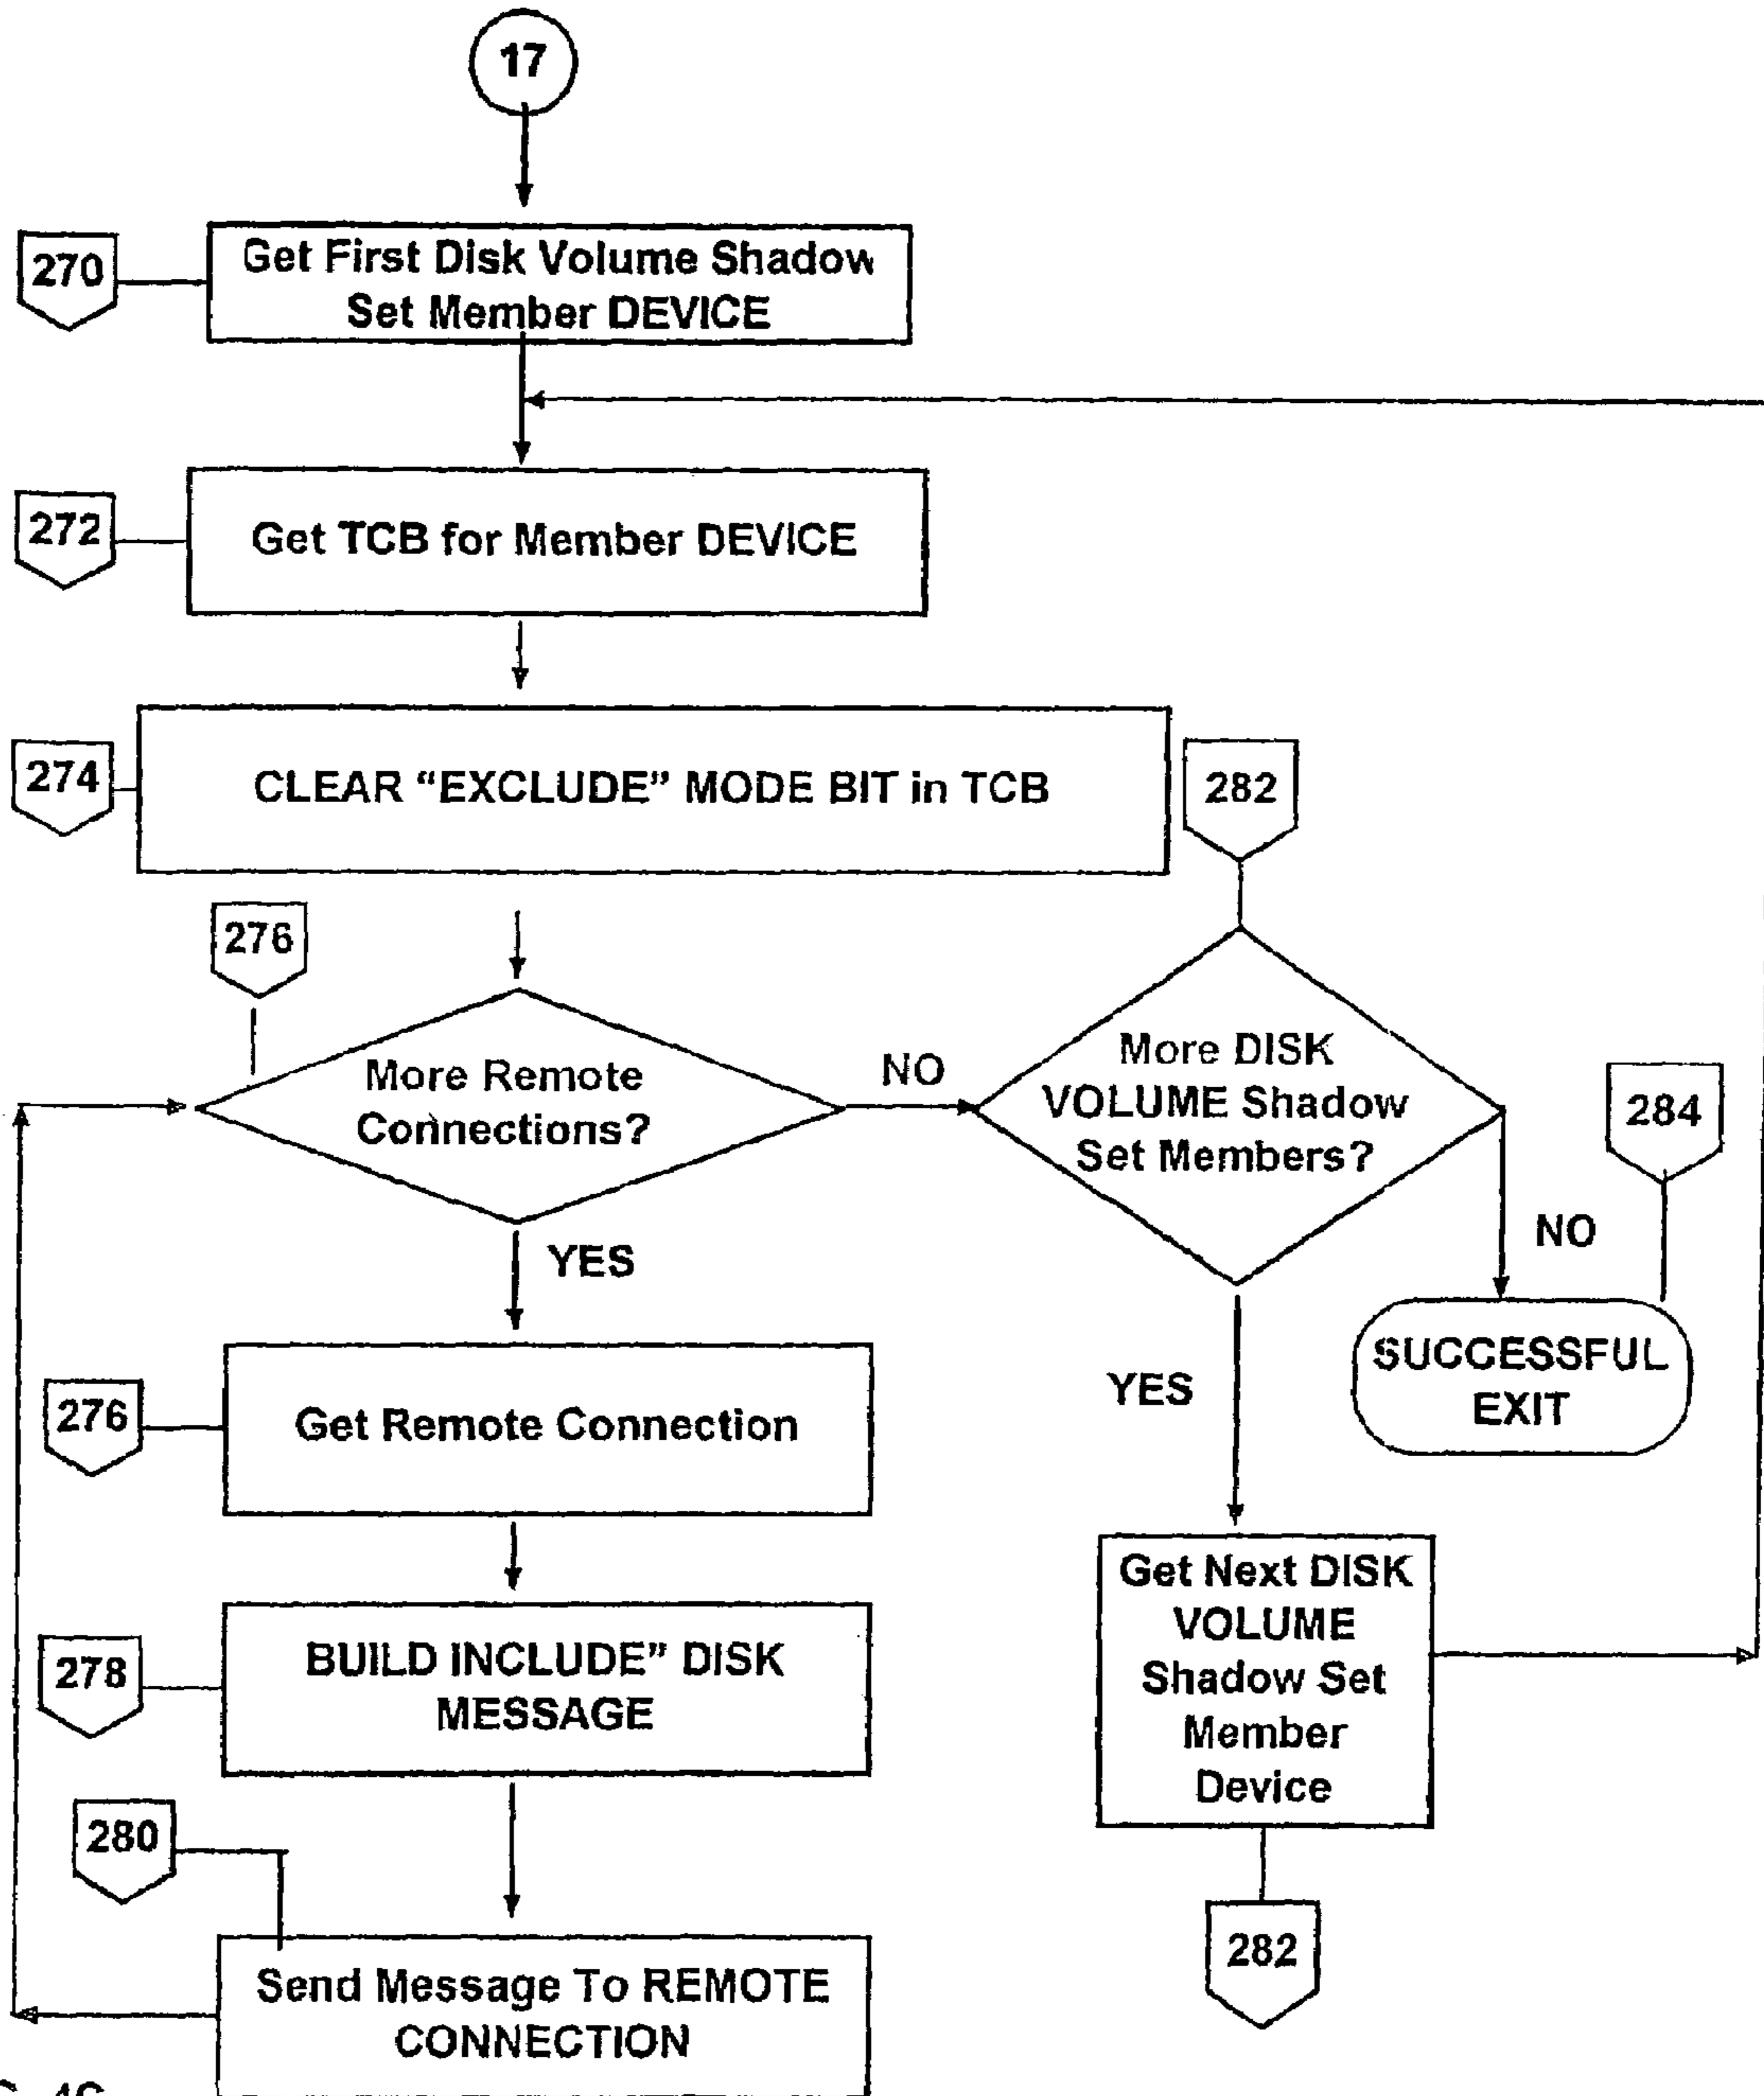 17
270
Get First Disk Volume Shadow
Set Member DEVICE
272
Get TCB for Member DEVICE
274
CLEAR “EXCLUDE” MODE BIT in TCB
282
276
More Remote
Connections?
NO
More DISK
VOLUME Shadow
Set Members?
284
YES
NO
SUCCESSFUL
EXIT
276
Get Remote Connection
YES
278
BUILD INCLUDE” DISK
MESSAGE
Get Next DISK
VOLUME
Shadow Set
Member
Device
280
Send Message To REMOTE
CONNECTION
282